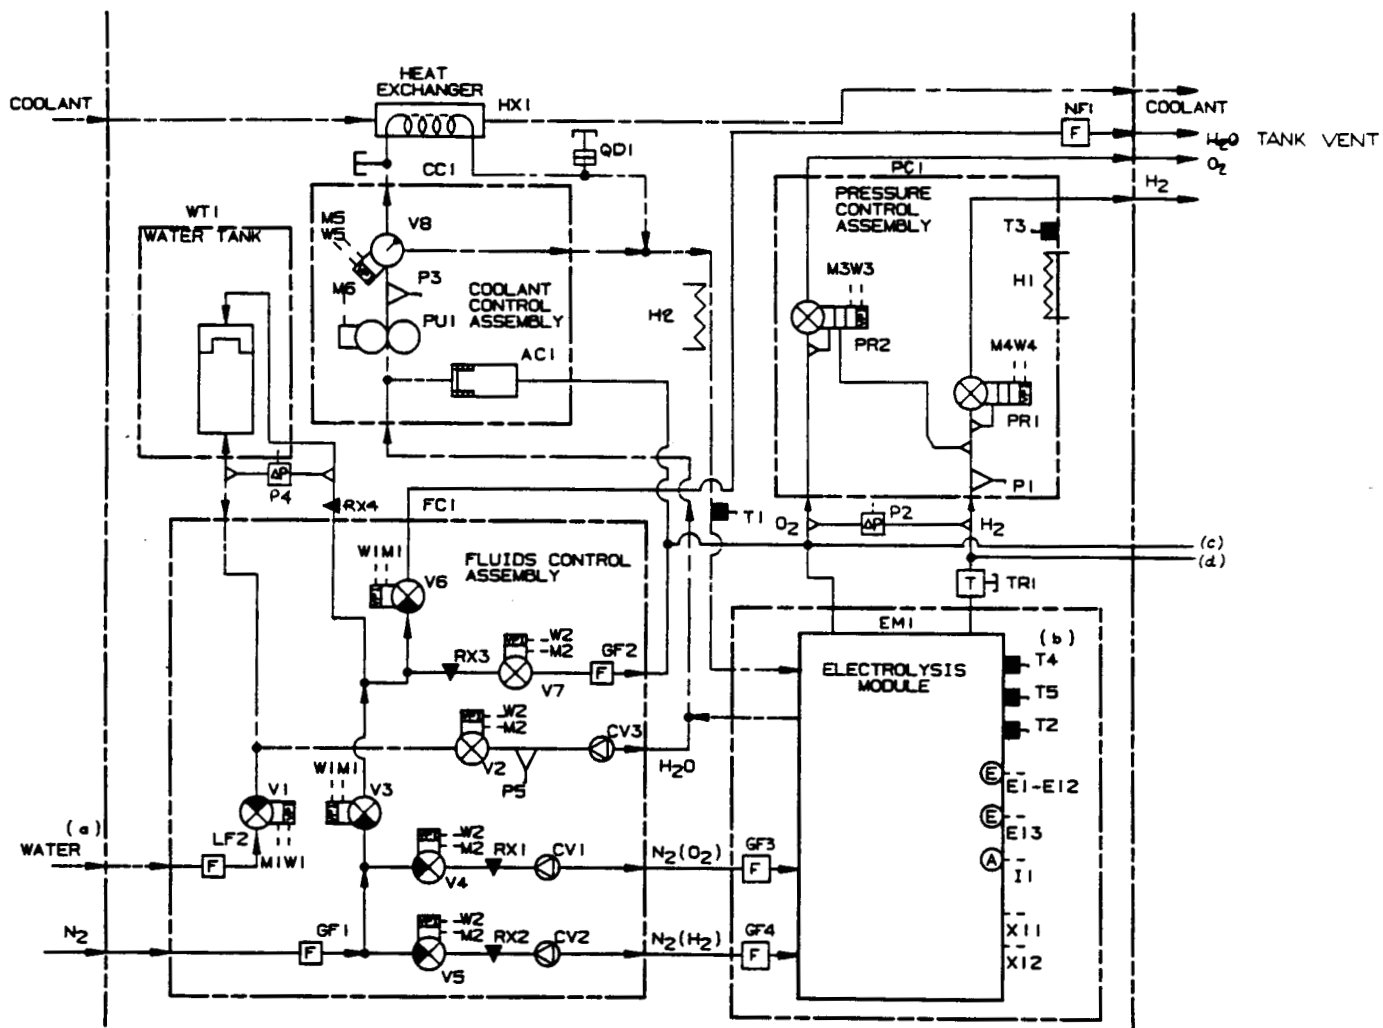 HEAT
EXCHANGER
HX1
COOLANT
COOLANT
NF1
F
H2O TANK VENT
QD1
O2
CC1
PC1
H2
PRESSURE
CONTROL
ASSEMBLY
WT1
WATER TANK
M5
W5
V8
T3
P3
M3W3
H1
M6
COOLANT
CONTROL
ASSEMBLY
PU1
H2
PR2
M4W4
AC1
PR1
ΔP
P4
P1
RX4
FC1
T1
O2
ΔP
P2
H2
(c)
(d)
W1M1
FLUIDS CONTROL
ASSEMBLY
V6
T
TR1
EM1
(b)
W2
M2
RX3
GF2
F
V7
ELECTROLYSIS
MODULE
T4
T5
T2
W2
M2
CV3
V2
P5
H2O
W1M1
V1
V3
E
E1-E12
E
E13
(a)
WATER
LF2
F
M1W1
W2
M2
RX1
CV1
V4
N2(O2)
GF3
F
A
I1
N2
GF1
F
W2
M2
RX2
CV2
V5
N2(H2)
GF4
F
X11
X12